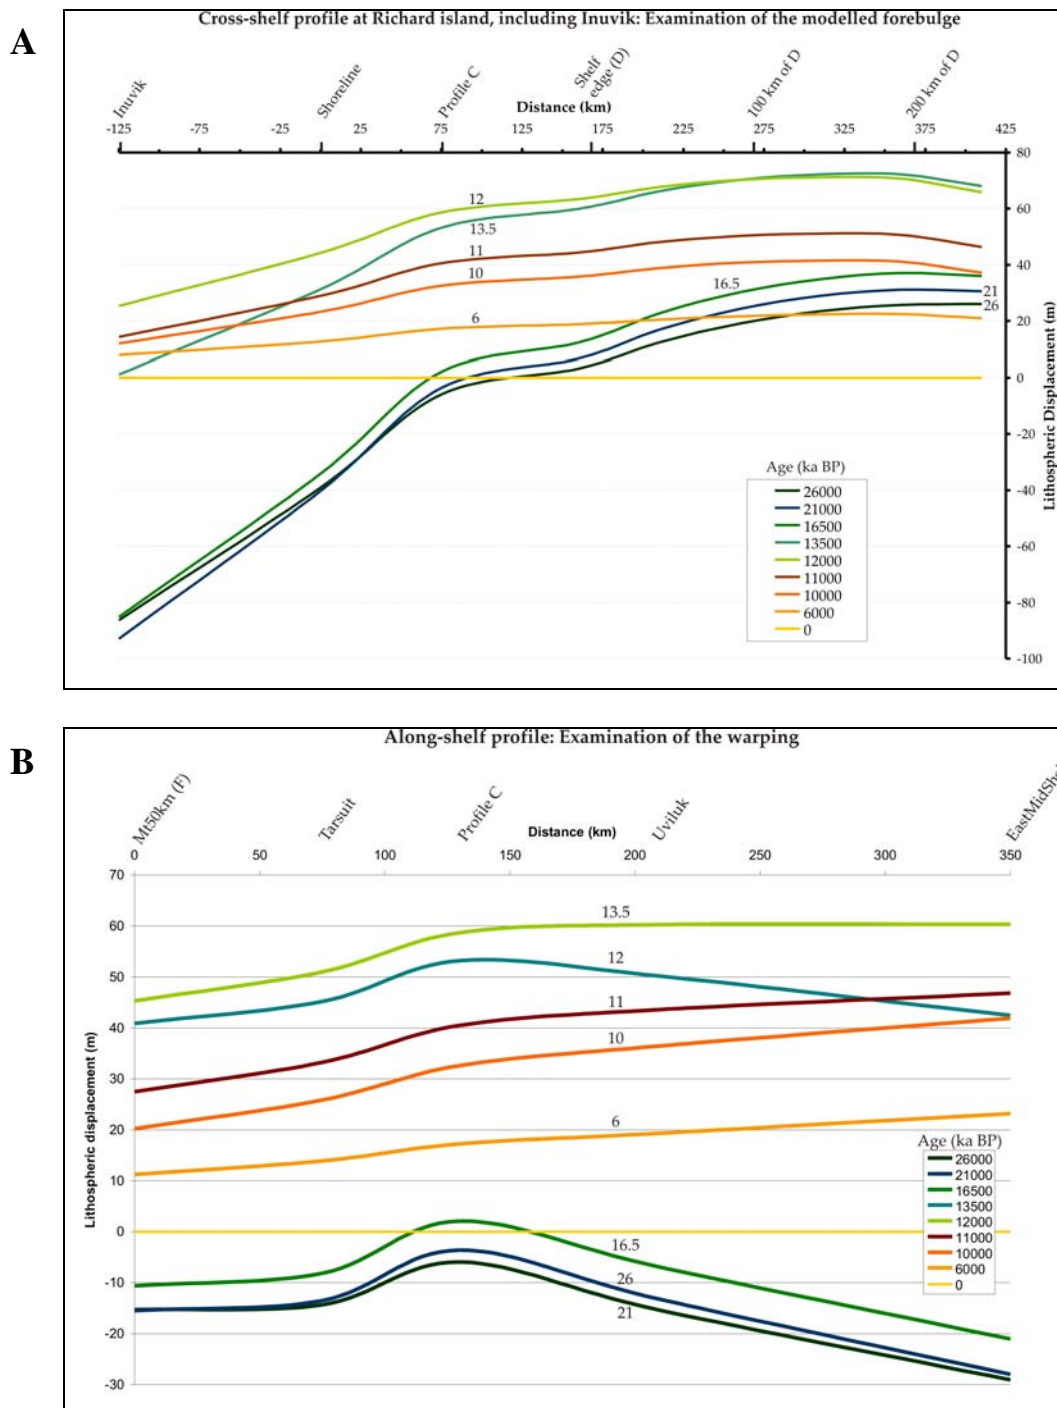 A
Cross-shelf profile at Richard island, including Inuvik: Examination of the modelled forebulge
Inuvik
Shoreline
Profile C
Shelf
edge (D)
100 km of D
200 km of D
Distance (km)
-125 -75 -25 25 75 125 175 225 275 325 375 425
80
60
40
20
0
-20
-40
-60
-80
-100
Lithospheric Displacement (m)
12
13.5
11
10
6
16.5
21
26
Age (ka BP)
26000
21000
16500
13500
12000
11000
10000
6000
0
B
Along-shelf profile: Examination of the warping
Mt50km (F)
Tarsuit
Profile C
Uviluk
Distance (km)
0 50 100 150 200 250 300 350
70
60
50
40
30
20
10
0
-10
-20
-30
Lithospheric displacement (m)
13.5
12
11
10
6
16.5
26
21
Age (ka BP)
26000
21000
16500
13500
12000
11000
10000
6000
0